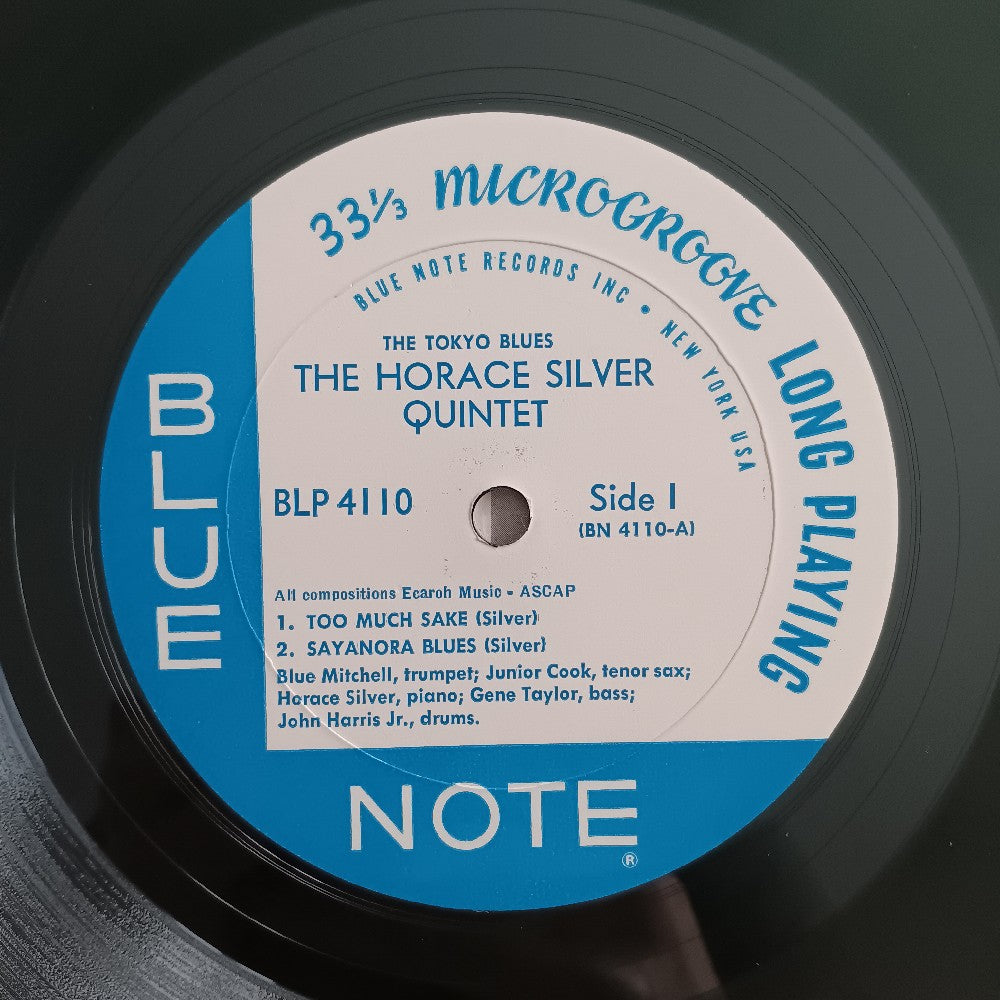 33⅓ MICROGROOVE LONG PLAYING
BLUE NOTE RECORDS INC • NEW YORK USA
THE TOKYO BLUES
THE HORACE SILVER
QUINTET
BLP 4110
Side 1
(BN 4110-A)
All compositions Ecaroh Music - ASCAP
1. TOO MUCH SAKE (Silver)
2. SAYANORA BLUES (Silver)
Blue Mitchell, trumpet; Junior Cook, tenor sax;
Horace Silver, piano; Gene Taylor, bass;
John Harris Jr., drums.
BLUE
NOTE
®